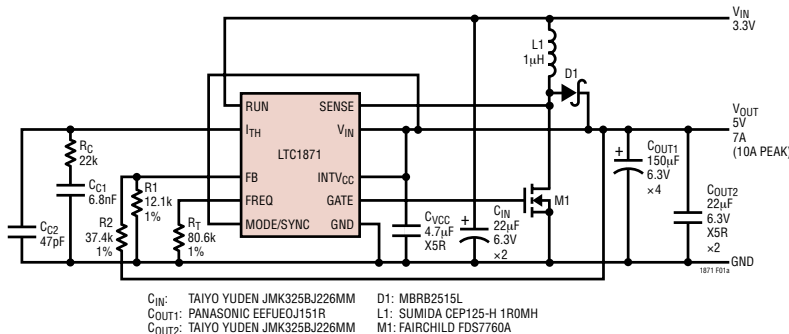 VIN
3.3V
L1
1µH
D1
VOUT
5V
7A
(10A PEAK)
RUN
SENSE
ITH
VIN
LTC1871
FB
INTVCC
FREQ
GATE
MODE/SYNC
GND
RC
22k
CC1
6.8nF
CC2
47pF
R1
12.1k
1%
R2
37.4k
1%
RT
80.6k
1%
CVCC
4.7µF
X5R
+
CIN
22µF
6.3V
×2
M1
+
COUT1
150µF
6.3V
×4
COUT2
22µF
6.3V
X5R
×2
GND
1871 F01a
CIN: TAIYO YUDEN JMK325BJ226MM D1: MBRB2515L
COUT1: PANASONIC EEFUEOJ151R L1: SUMIDA CEP125-H 1R0MH
COUT2: TAIYO YUDEN JMK325BJ226MM M1: FAIRCHILD FDS7760A